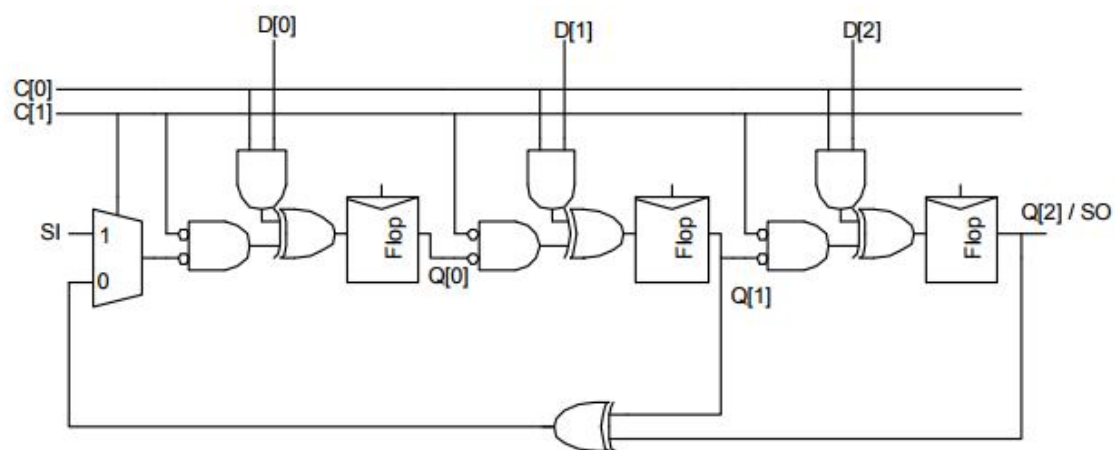 D[0]
D[1]
D[2]
C[0]
C[1]
SI
1
0
Flop
Q[0]
Flop
Q[1]
Flop
Q[2] / SO